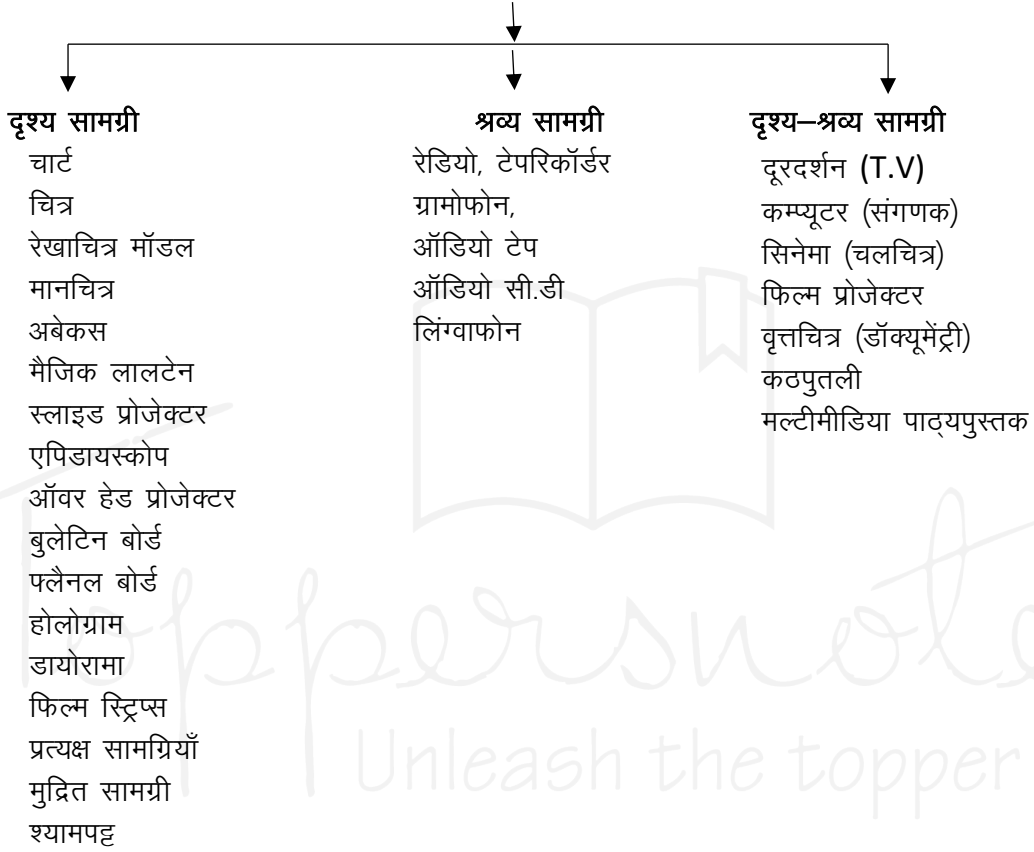 दृश्य सामग्री
चार्ट
चित्र
रेखाचित्र मॉडल
मानचित्र
अबेकस
मैजिक लालटेन
स्लाइड प्रोजेक्टर
एपिडायस्कोप
ऑवर हेड प्रोजेक्टर
बुलेटिन बोर्ड
फ्लैनल बोर्ड
होलोग्राम
डायोरामा
फिल्म स्ट्रिप्स
प्रत्यक्ष सामग्रियाँ
मुद्रित सामग्री
श्यामपट्ट
श्रव्य सामग्री
रेडियो, टेपरिकॉर्डर
ग्रामोफोन,
ऑडियो टेप
ऑडियो सी.डी
लिंग्वाफोन
दृश्य–श्रव्य सामग्री
दूरदर्शन (T.V)
कम्प्यूटर (संगणक)
सिनेमा (चलचित्र)
फिल्म प्रोजेक्टर
वृत्तचित्र (डॉक्यूमेंट्री)
कठपुतली
मल्टीमीडिया पाठ्यपुस्तक
Toppersnote
Unleash the topper